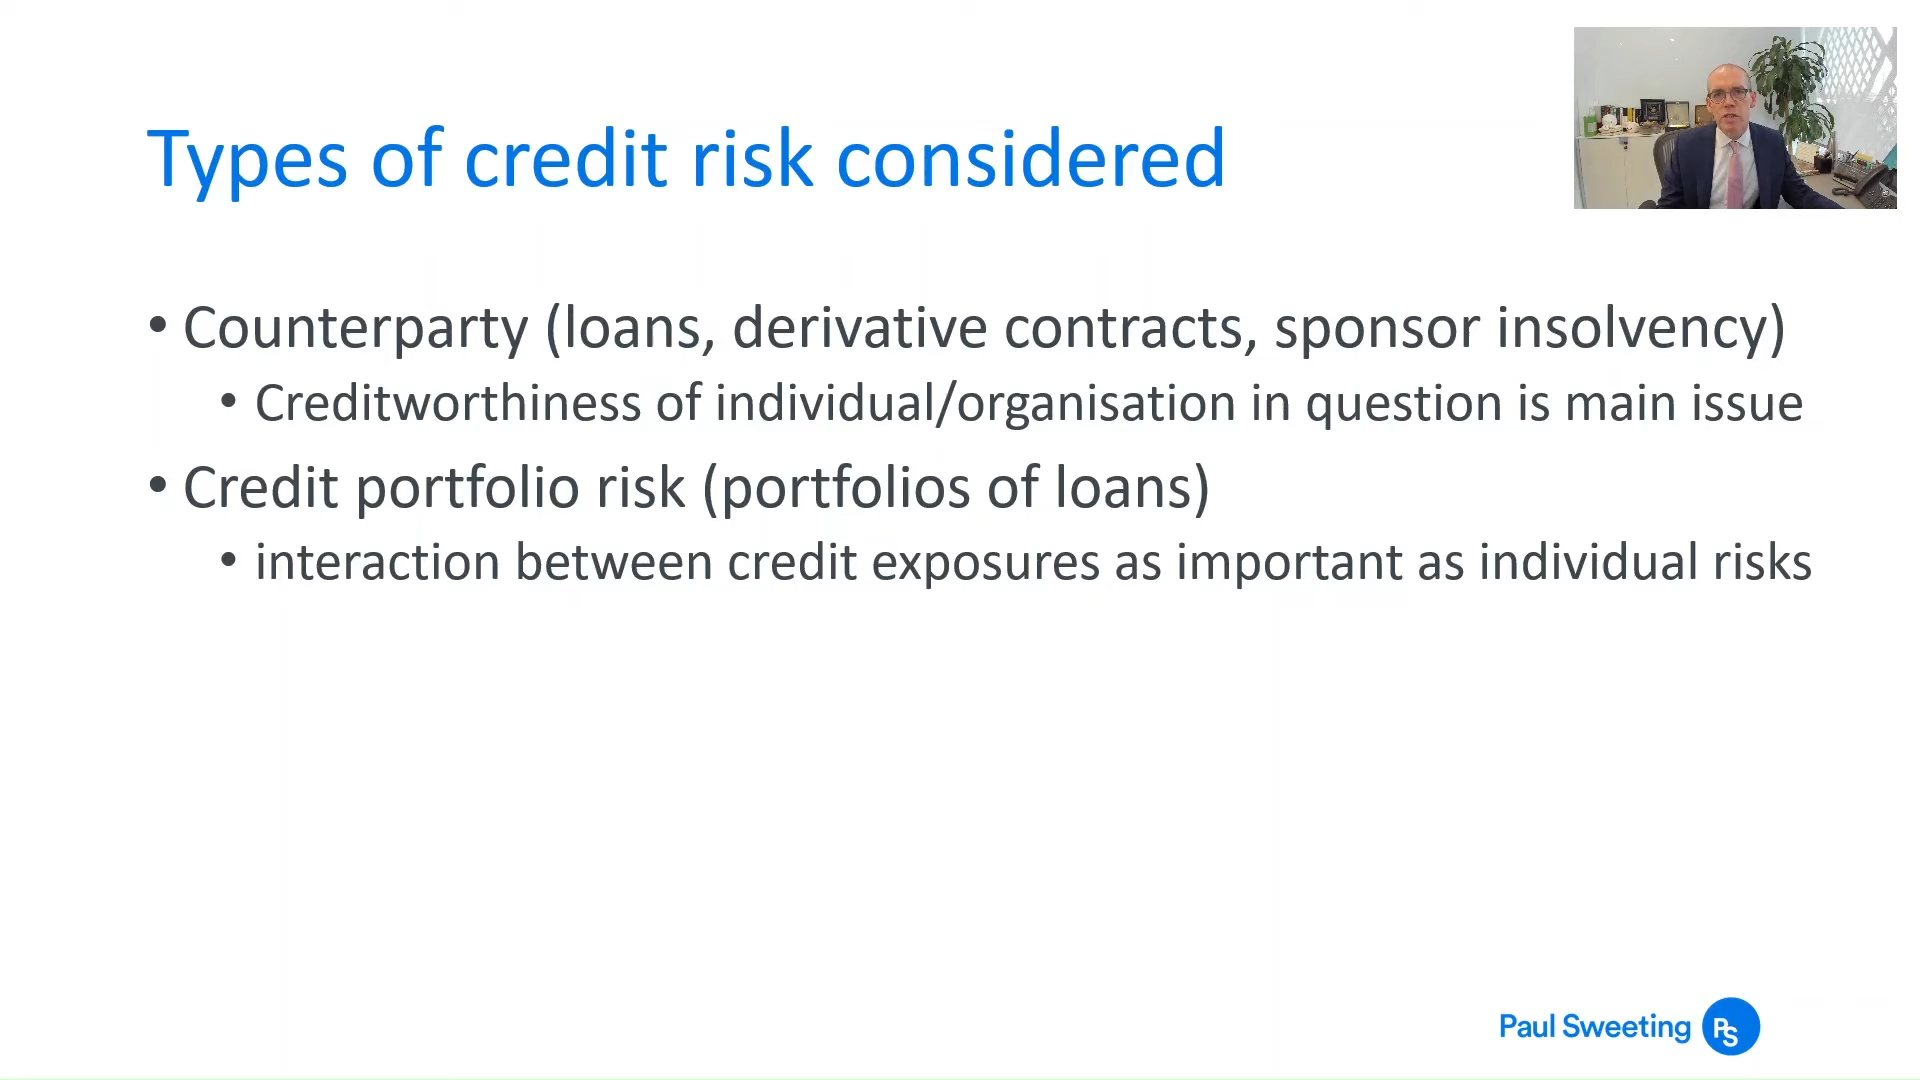 Types of credit risk considered
• Counterparty (loans, derivative contracts, sponsor insolvency)
• Creditworthiness of individual/organisation in question is main issue
• Credit portfolio risk (portfolios of loans)
• interaction between credit exposures as important as individual risks
Paul Sweeting PS